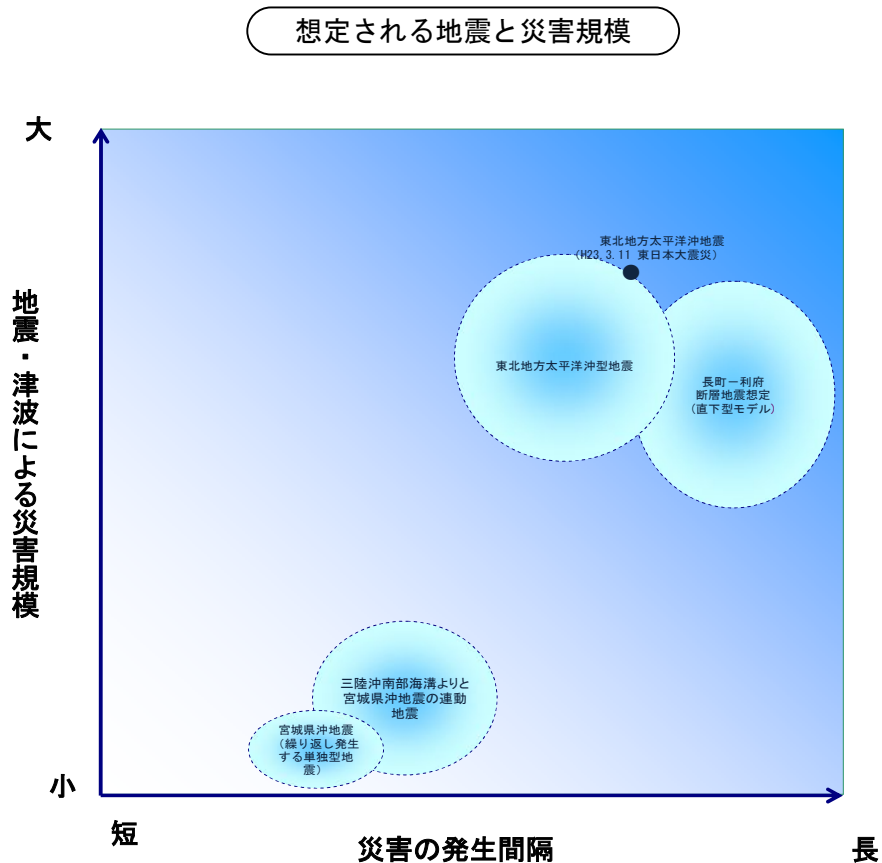 想定される地震と災害規模
大
地震・津波による災害規模
東北地方太平洋沖地震
(H23.3.11 東日本大震災)
東北地方太平洋沖型地震
長町－利府
断層地震想定
(直下型モデル)
三陸沖南部海溝よりと
宮城県沖地震の連動
地震
宮城県沖地震
(繰り返し発生
する単独型地
震)
小
短
災害の発生間隔
長